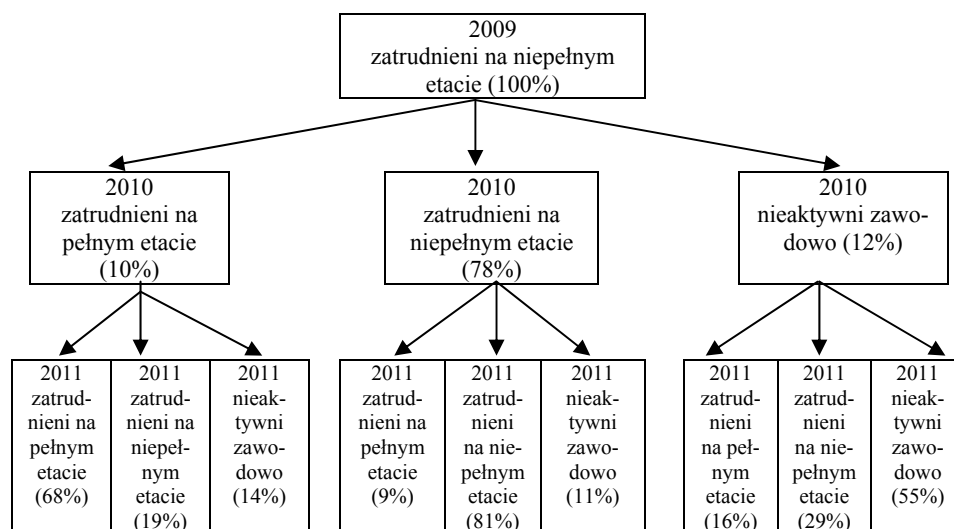 2009
zatrudnieni na niepełnym
etacie (100%)
2010
zatrudnieni na
pełnym etacie
(10%)
2010
zatrudnieni na
niepełnym etacie
(78%)
2010
nieaktywni zawo-
dowo (12%)
2011
zatrud-
nieni na
pełnym
etacie
(68%)
2011
zatrud-
nieni na
niepeł-
nym
etacie
(19%)
2011
nieak-
tywni
zawo-
dowo
(14%)
2011
zatrud-
nieni na
pełnym
etacie
(9%)
2011
zatrud-
nieni
na nie-
pełnym
etacie
(81%)
2011
nieak-
tywni
zawo-
dowo
(11%)
2011
zatrud-
nieni
na peł-
nym
etacie
(16%)
2011
zatrud-
nieni
na nie-
pełnym
etacie
(29%)
2011
nieak-
tywni
zawo-
dowo
(55%)